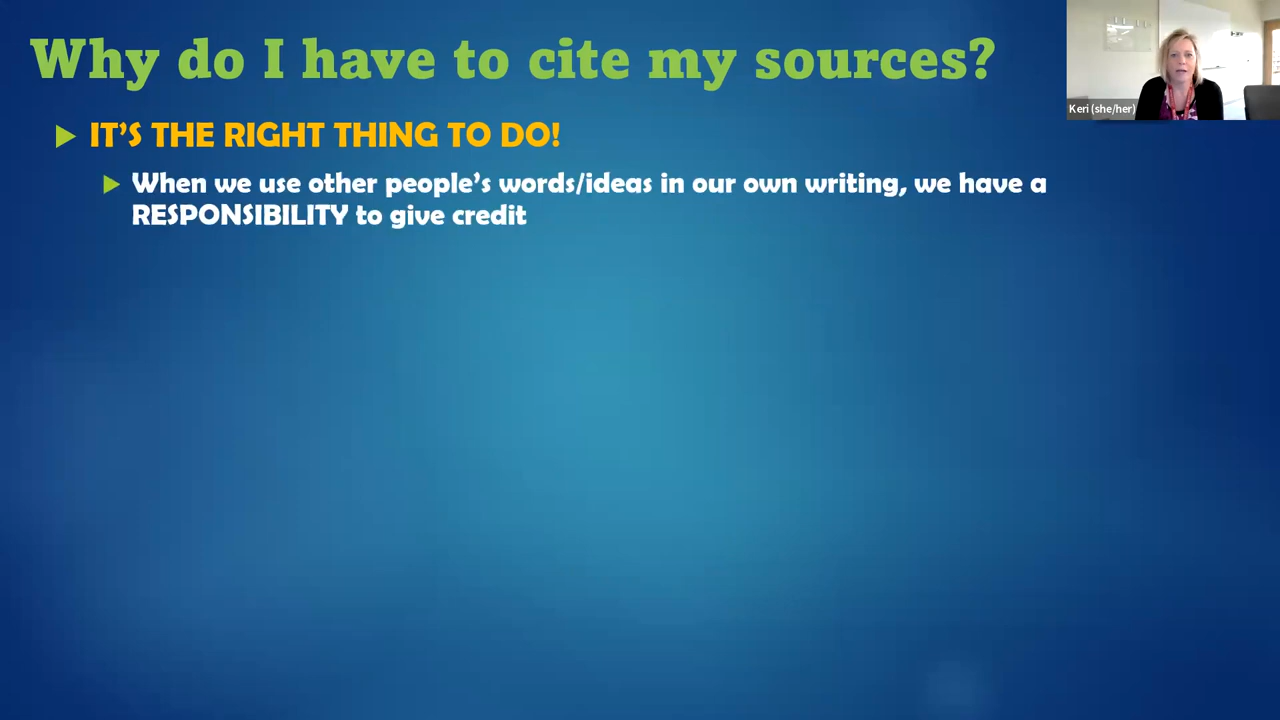 Why do I have to cite my sources?
IT'S THE RIGHT THING TO DO!
When we use other people's words/ideas in our own writing, we have a
RESPONSIBILITY to give credit
Keri (she/her)